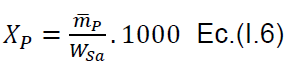 X_P = \frac{\bar{m}_P}{W_{Sa}} . 1000 Ec.(I.6)